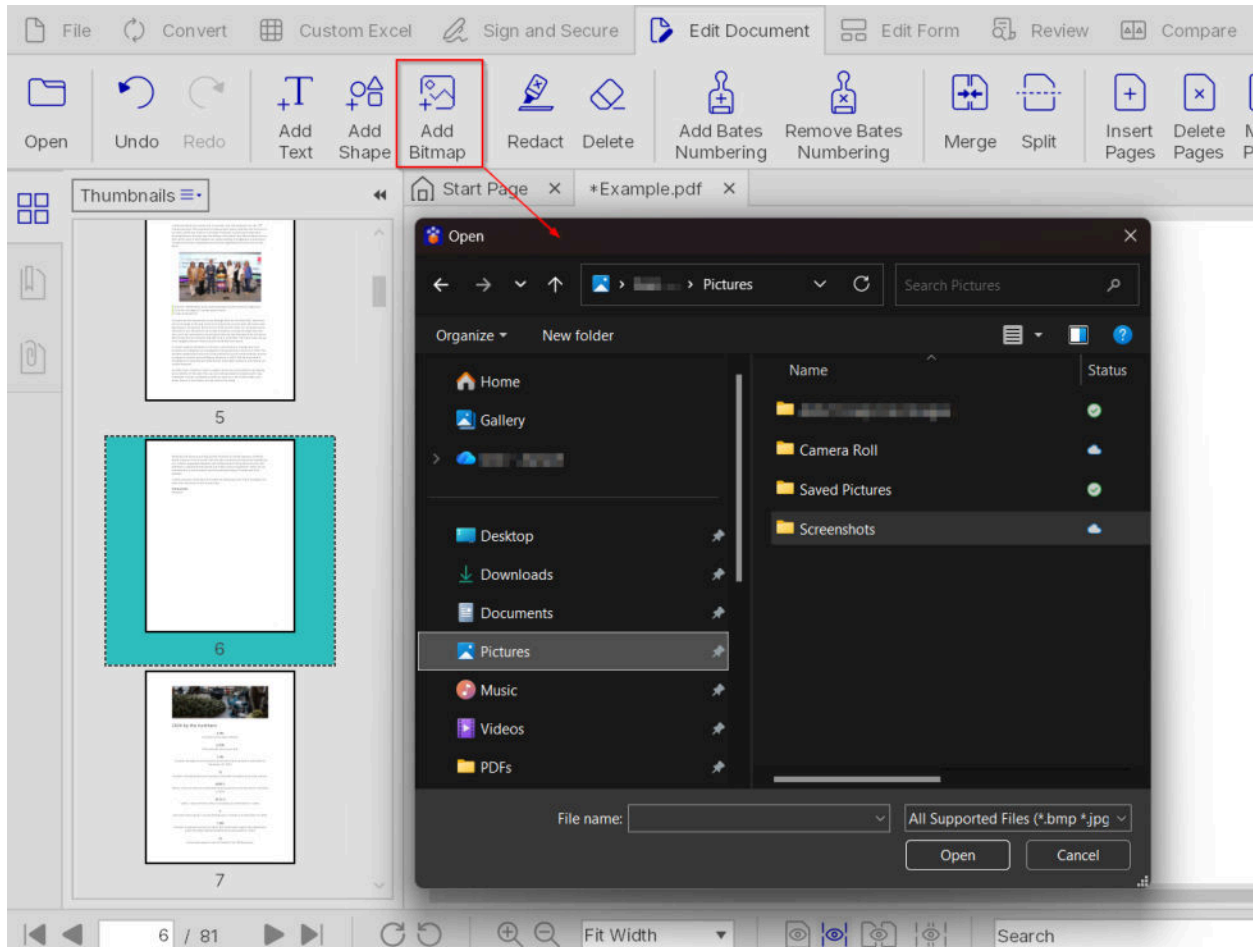 File Convert Custom Excel Sign and Secure Edit Document Edit Form Review Compare
Open Undo Redo Add Text Add Shape Add Bitmap Redact Delete Add Bates Numbering Remove Bates Numbering Merge Split Insert Pages Delete Pages
Thumbnails
Start Page
*Example.pdf
5
6
7
Open
Pictures
Search Pictures
Organize New folder
Home
Gallery
Desktop
Downloads
Documents
Pictures
Music
Videos
PDFs
Name Status
Camera Roll
Saved Pictures
Screenshots
File name:
All Supported Files (*.bmp *.jpg
Open Cancel
6 / 81
Fit Width
Search